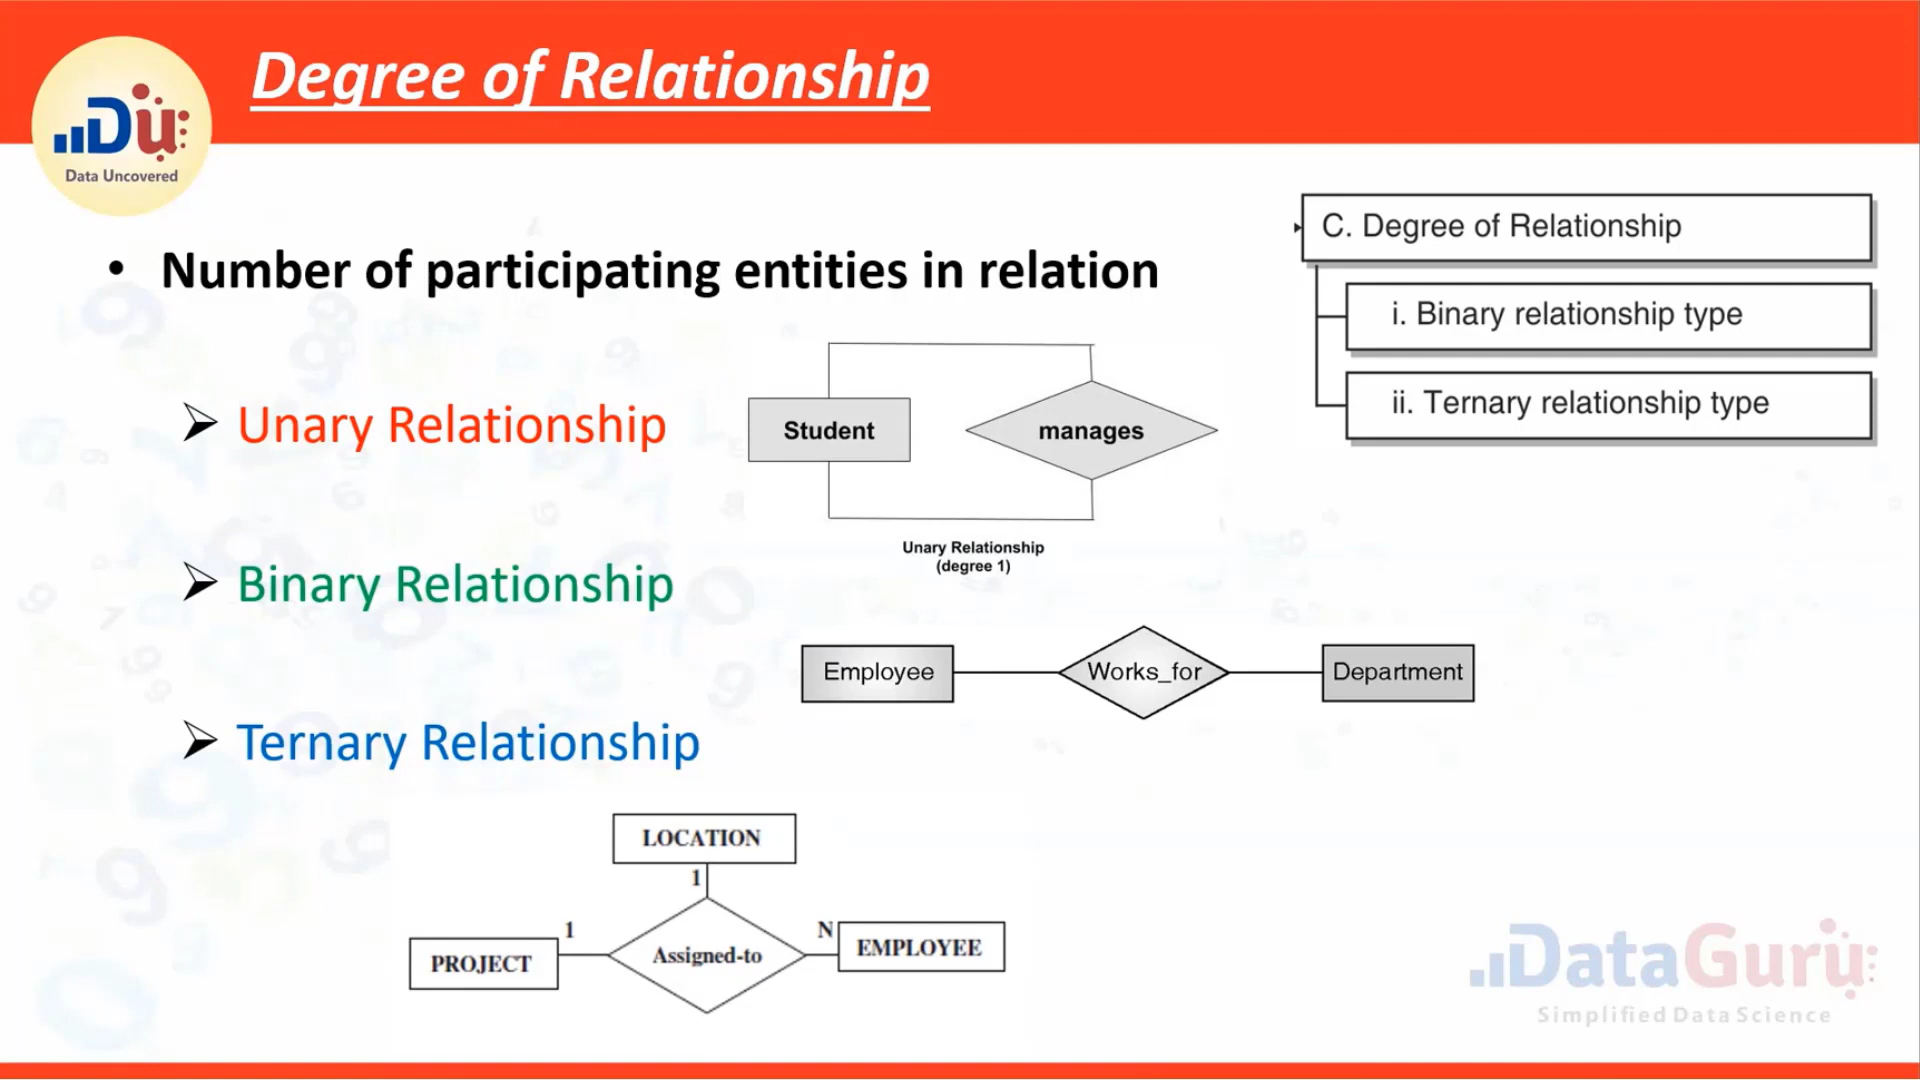 Degree of Relationship
Du
Data Uncovered
• Number of participating entities in relation
C. Degree of Relationship
i. Binary relationship type
ii. Ternary relationship type
Unary Relationship
Student
manages
Unary Relationship
(degree 1)
Binary Relationship
Employee
Works_for
Department
Ternary Relationship
LOCATION
1
PROJECT
1
Assigned-to
N
EMPLOYEE
DataGuru
Simplified Data Science